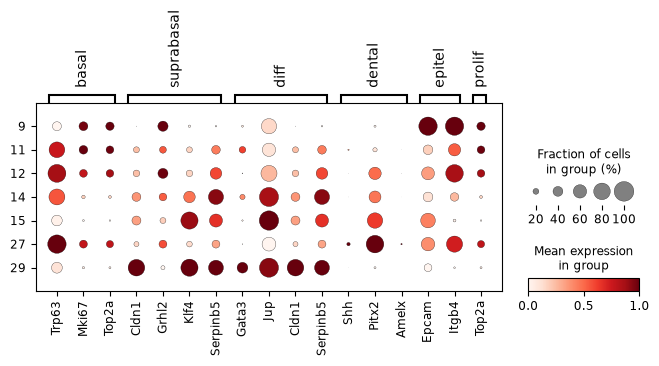 basal suprabasal diff dental epitel prolif
9
11
12
14
15
27
29
Trp63 Mki67 Top2a Cldn1 Grhl2 Klf4 Serpinb5 Gata3 Jup Cldn1 Serpinb5 Shh Pitx2 Amelx Epcam Itgb4 Top2a
Fraction of cells
in group (%)
20 40 60 80 100
Mean expression
in group
0.0 0.5 1.0